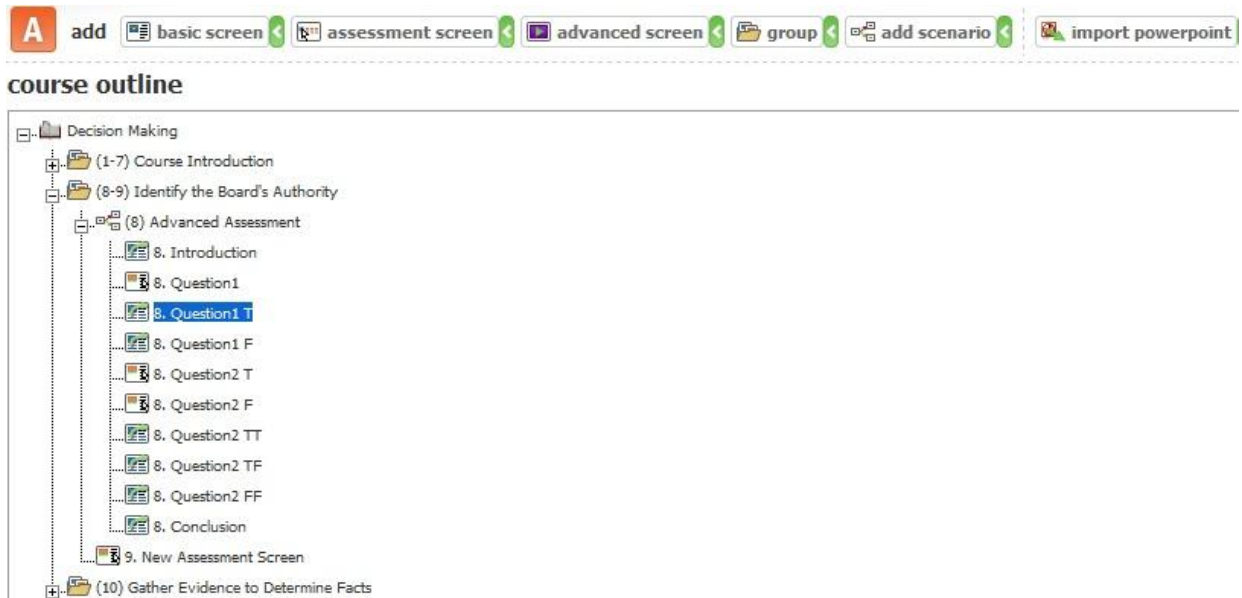 A add basic screen < assessment screen < advanced screen < group < add scenario < import powerpoint
course outline
Decision Making
(1-7) Course Introduction
(8-9) Identify the Board's Authority
(8) Advanced Assessment
8. Introduction
8. Question1
8. Question1 T
8. Question1 F
8. Question2 T
8. Question2 F
8. Question2 TT
8. Question2 TF
8. Question2 FF
8. Conclusion
9. New Assessment Screen
(10) Gather Evidence to Determine Facts